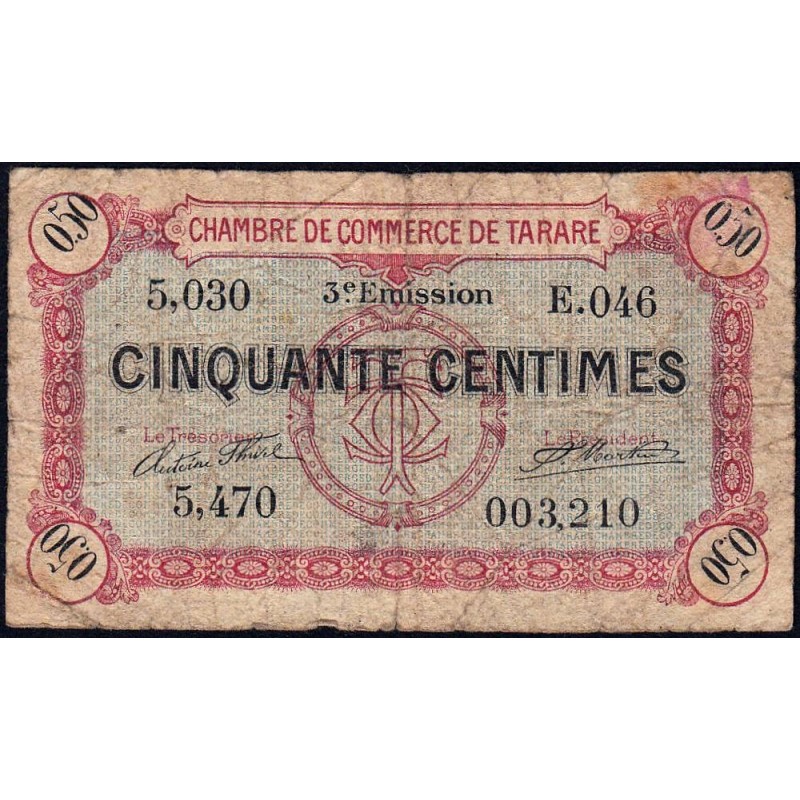 0.50 0.50
CHAMBRE DE COMMERCE DE TARARE
5,030 3e Emission E.046
CINQUANTE CENTIMES
Le Trésorier Le Président
5,470 003,210
0.50 0.50